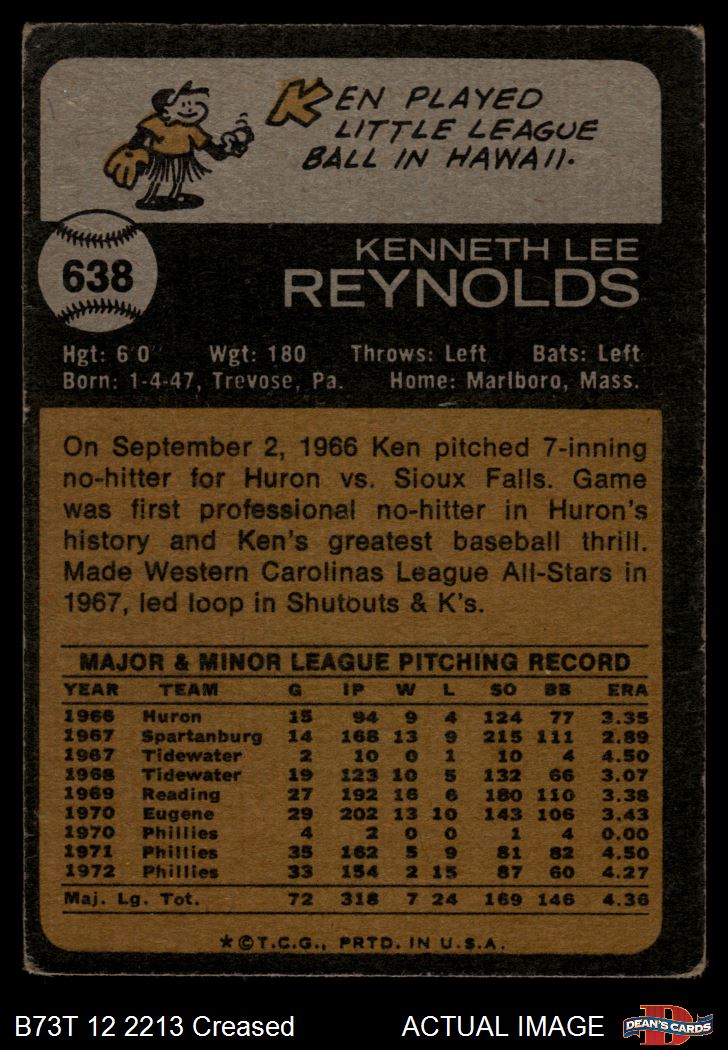 KEN PLAYED
LITTLE LEAGUE
BALL IN HAWAII.
638
KENNETH LEE
REYNOLDS
Hgt: 6'0" Wgt: 180 Throws: Left Bats: Left
Born: 1-4-47, Trevose, Pa. Home: Marlboro, Mass.
On September 2, 1966 Ken pitched 7-inning
no-hitter for Huron vs. Sioux Falls. Game
was first professional no-hitter in Huron's
history and Ken's greatest baseball thrill.
Made Western Carolinas League All-Stars in
1967, led loop in Shutouts & K's.
MAJOR & MINOR LEAGUE PITCHING RECORD
YEAR TEAM G IP W L SO BB ERA
1966 Huron 15 94 9 4 124 77 3.35
1967 Spartanburg 14 168 13 9 215 111 2.89
1967 Tidewater 2 10 0 1 10 4 4.50
1968 Tidewater 19 123 10 5 132 66 3.07
1969 Reading 27 192 16 6 180 110 3.38
1970 Eugene 29 202 13 10 143 106 3.43
1970 Phillies 4 2 0 0 1 4 0.00
1971 Phillies 35 162 5 9 81 82 4.50
1972 Phillies 33 154 2 15 87 60 4.27
Maj. Lg. Tot. 72 318 7 24 169 146 4.36
★©T.C.G., PRTD. IN U.S.A.
B73T 12 2213 Creased ACTUAL IMAGE
D
DEAN'S CARDS